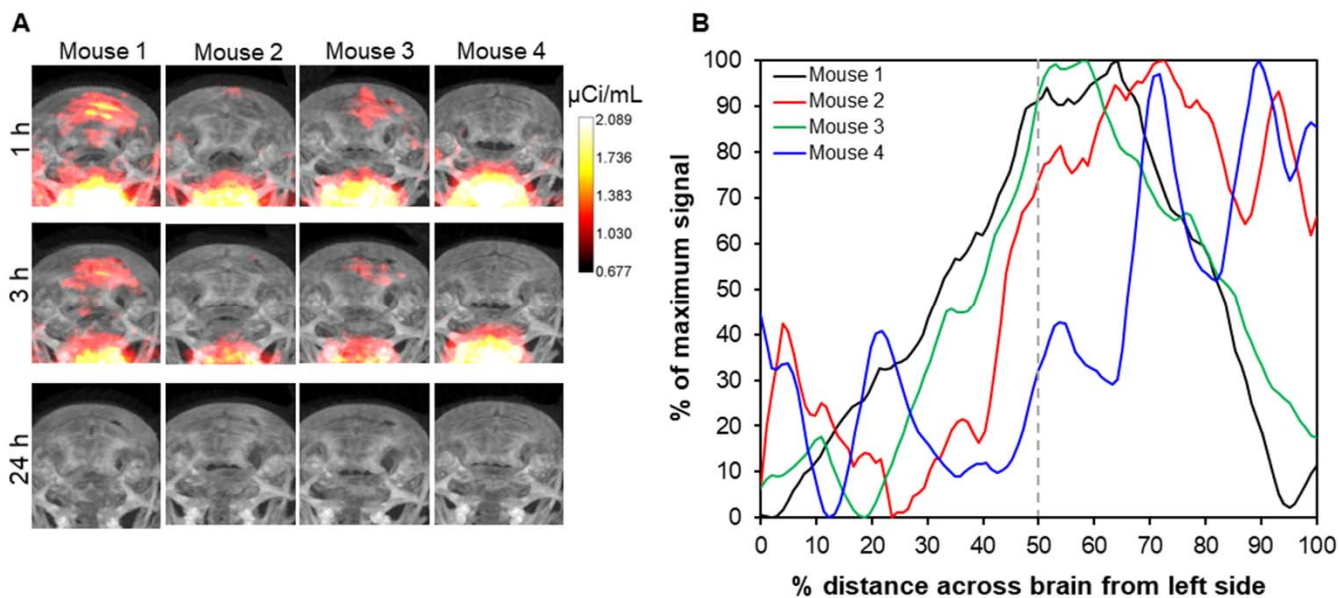 A
Mouse 1 Mouse 2 Mouse 3 Mouse 4
1 h
3 h
24 h
µCi/mL
2.089
1.736
1.383
1.030
0.677
B
100
90
80
70
60
50
40
30
20
10
0
% of maximum signal
Mouse 1
Mouse 2
Mouse 3
Mouse 4
0 10 20 30 40 50 60 70 80 90 100
% distance across brain from left side